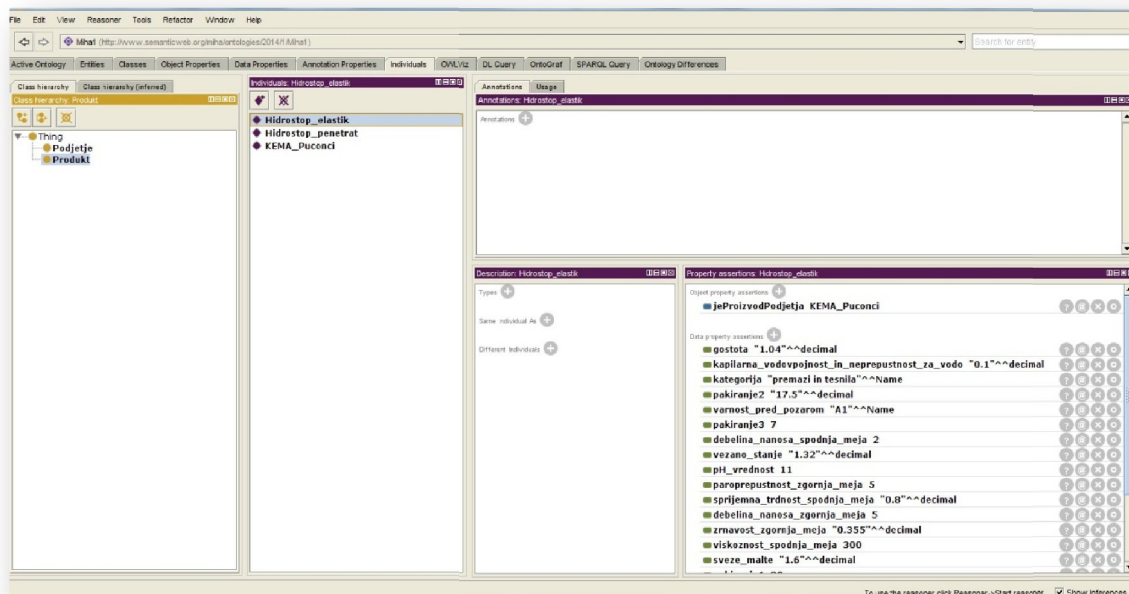 File Edit View Reasoner Tools Refactor Window Help
Miha1 (http://www.semanticweb.org/miha/ontologies/2014/1/Miha1)
Search for entity
Active Ontology Entities Classes Object Properties Data Properties Annotation Properties Individuals OWLViz DL Query OntoGraf SPARQL Query Ontology Differences
Class hierarchy Class hierarchy (inferred)
Class hierarchy: Produkt
Thing
Podjetje
Produkt
Individuals: Hidrostop_elastik
Hidrostop_elastik
Hidrostop_penetrat
KEMA_Puconci
Annotations Usage
Annotations: Hidrostop_elastik
Annotations
Description: Hidrostop_elastik
Types
Same Individual As
Different Individuals
Property assertions: Hidrostop_elastik
Object property assertions
jeProizvodPodjetja KEMA_Puconci
Data property assertions
gostota "1.04"^^decimal
kapilarna_vodovpojnost_in_neprepustnost_za_vodo "0.1"^^decimal
kategorija "premazi in tesnila"^^Name
pakiranje2 "17.5"^^decimal
varnost_pred_pozarom "A1"^^Name
pakiranje3 7
debelina_nanosa_spodnja_meja 2
vezano_stanje "1.32"^^decimal
pH_vrednost 11
paroprepustnost_zgornja_meja 5
sprijemna_trdnost_spodnja_meja "0.8"^^decimal
debelina_nanosa_zgornja_meja 5
zrnavost_zgornja_meja "0.355"^^decimal
viskoznost_spodnja_meja 300
sveze_malte "1.6"^^decimal
To use the reasoner click Reasoner->Start reasoner Show Inferences